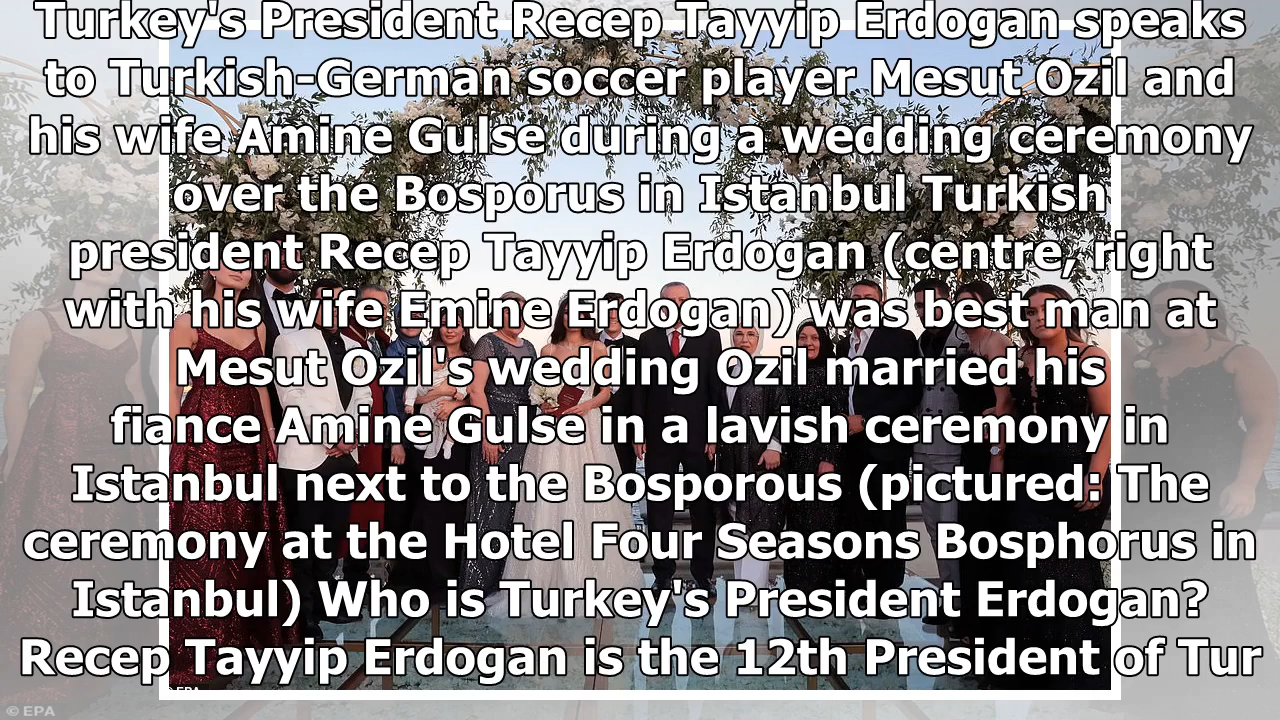 Turkey's President Recep Tayyip Erdogan speaks
to Turkish-German soccer player Mesut Ozil and
his wife Amine Gulse during a wedding ceremony
over the Bosporus in Istanbul Turkish
president Recep Tayyip Erdogan (centre, right
with his wife Emine Erdogan) was best man at
Mesut Ozil's wedding Ozil married his
fiance Amine Gulse in a lavish ceremony in
Istanbul next to the Bosporous (pictured: The
ceremony at the Hotel Four Seasons Bosphorus in
Istanbul) Who is Turkey's President Erdogan?
Recep Tayyip Erdogan is the 12th President of Tur
© EPA
© EPA